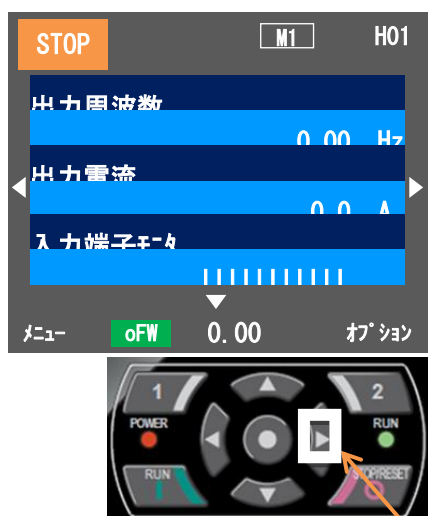 STOP M1 H01
出力周波数
0.00 Hz
出力電流
0.0 A
入力端子ﾓﾆﾀ
ﾒﾆｭｰ oFW 0.00 ｵﾌﾟｼｮﾝ
1 2
POWER RUN
RUN STOP/RESET